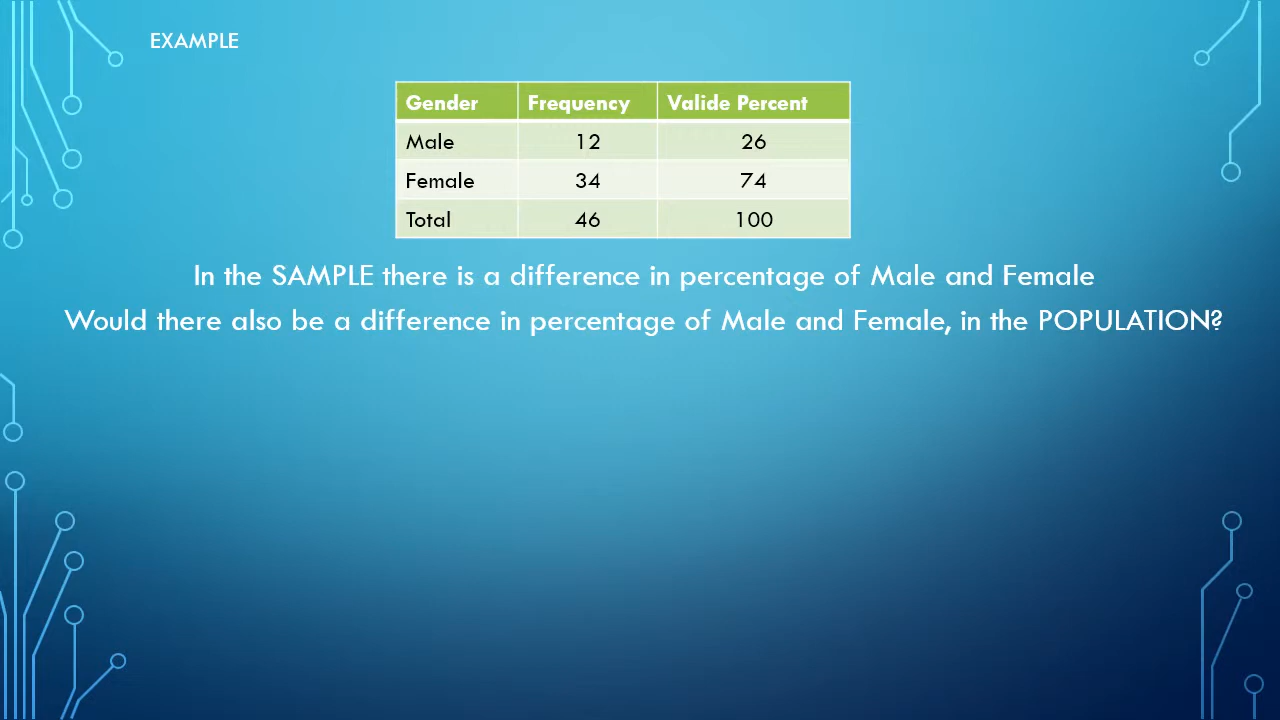 EXAMPLE
Gender Frequency Valide Percent
Male 12 26
Female 34 74
Total 46 100
In the SAMPLE there is a difference in percentage of Male and Female
Would there also be a difference in percentage of Male and Female, in the POPULATION?